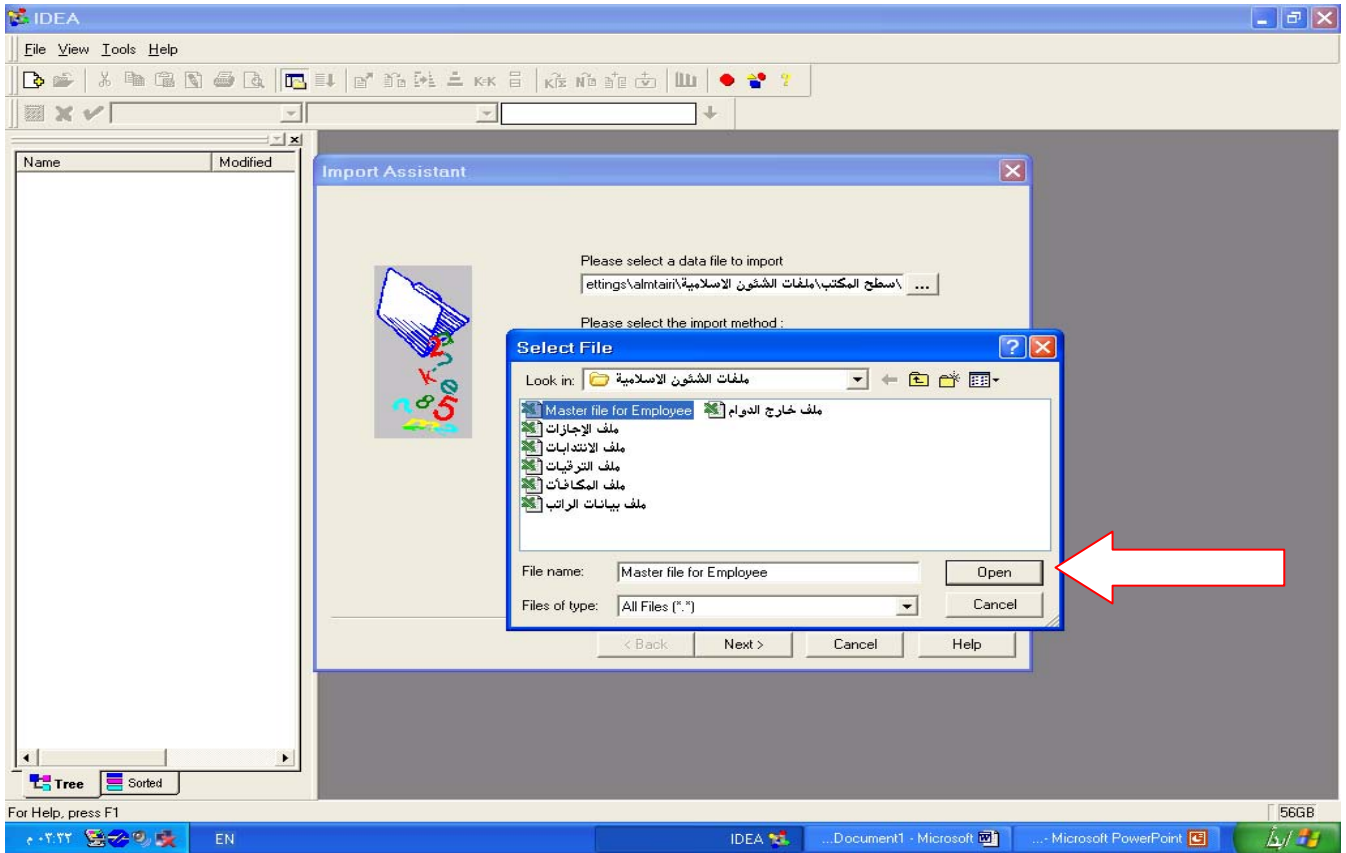 IDEA
File View Tools Help
Name Modified
Import Assistant
Please select a data file to import
ettings\almtairi\سطح المكتب\ملفات الشئون الاسلامية\ ...
Please select the import method :
Select File
Look in: ملفات الشئون الاسلامية
Master file for Employee ملف خارج الدوام
ملف الإجازات
ملف الانتدابات
ملف الترقيات
ملف المكافآت
ملف بيانات الراتب
File name: Master file for Employee Open
Files of type: All Files (*.*) Cancel
< Back Next > Cancel Help
Tree Sorted
For Help, press F1 56GB
٠٣:٢٢ م EN IDEA ...Document1 - Microsoft ...- Microsoft PowerPoint ابدأ